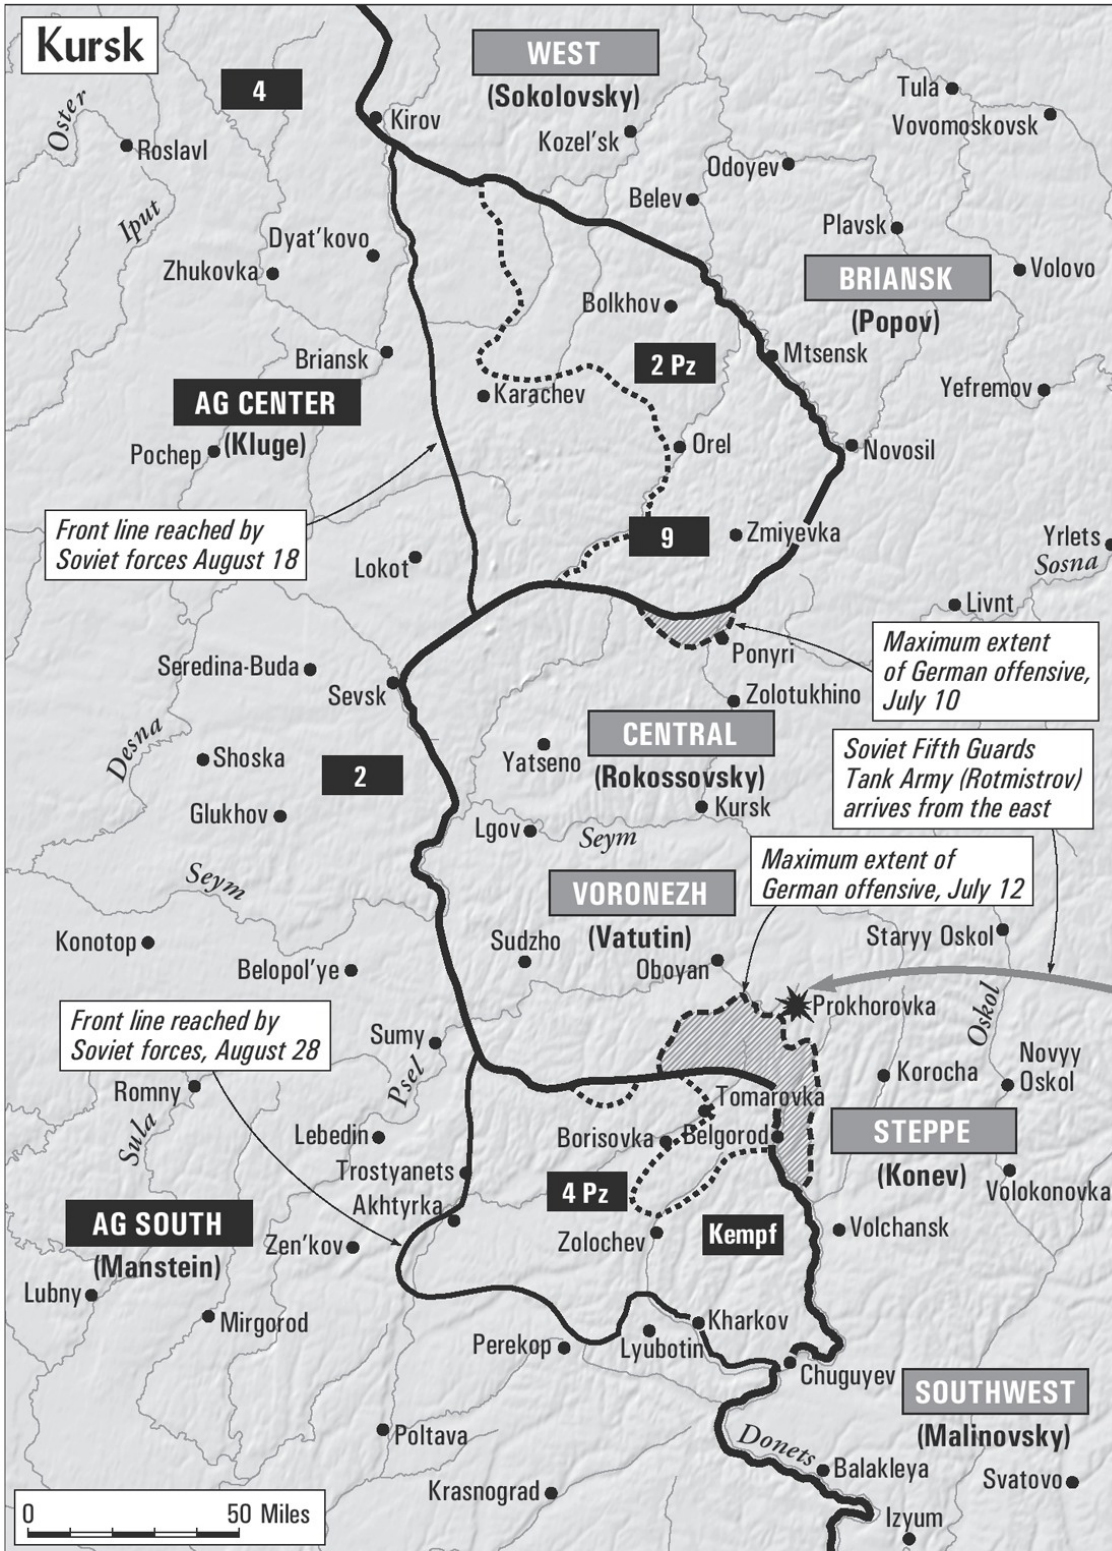 Kursk
4
WEST
(Sokolovsky)
Tula
Vovomoskovsk
Kirov
Kozel'sk
Oster
Roslavl
Odoyev
Belev
Iput
Plavsk
Dyat'kovo
Zhukovka
BRIANSK
(Popov)
Volovo
Bolkhov
Briansk
2 Pz
Mtsensk
Yefremov
AG CENTER
(Kluge)
Karachev
Pochep
Orel
Novosil
Front line reached by
Soviet forces August 18
9
Zmiyevka
Yrlets
Sosna
Lokot
Livnt
Ponyri
Maximum extent
of German offensive,
July 10
Seredina-Buda
Sevsk
Zolotukhino
Desna
CENTRAL
(Rokossovsky)
Soviet Fifth Guards
Tank Army (Rotmistrov)
arrives from the east
Shoska
2
Yatseno
Glukhov
Kursk
Lgov
Seym
Maximum extent of
German offensive, July 12
Seym
VORONEZH
(Vatutin)
Konotop
Sudzho
Staryy Oskol
Belopol'ye
Oboyan
Prokhorovka
Oskol
Front line reached by
Soviet forces, August 28
Sumy
Psel
Romny
Korocha
Novyy
Oskol
Sula
Tomarovka
Lebedin
Borisovka
Belgorod
STEPPE
(Konev)
Trostyanets
4 Pz
Volokonovka
Akhtyrka
AG SOUTH
(Manstein)
Zen'kov
Zolochev
Kempf
Volchansk
Lubny
Mirgorod
Kharkov
Perekop
Lyubotin
Chuguyev
SOUTHWEST
(Malinovsky)
Poltava
Donets
Balakleya
Svatovo
Krasnograd
0 50 Miles
Izyum